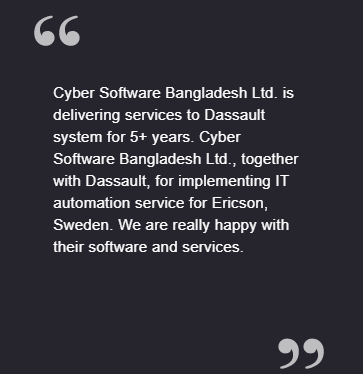 “
Cyber Software Bangladesh Ltd. is
delivering services to Dassault
system for 5+ years. Cyber
Software Bangladesh Ltd., together
with Dassault, for implementing IT
automation service for Ericson,
Sweden. We are really happy with
their software and services.
”